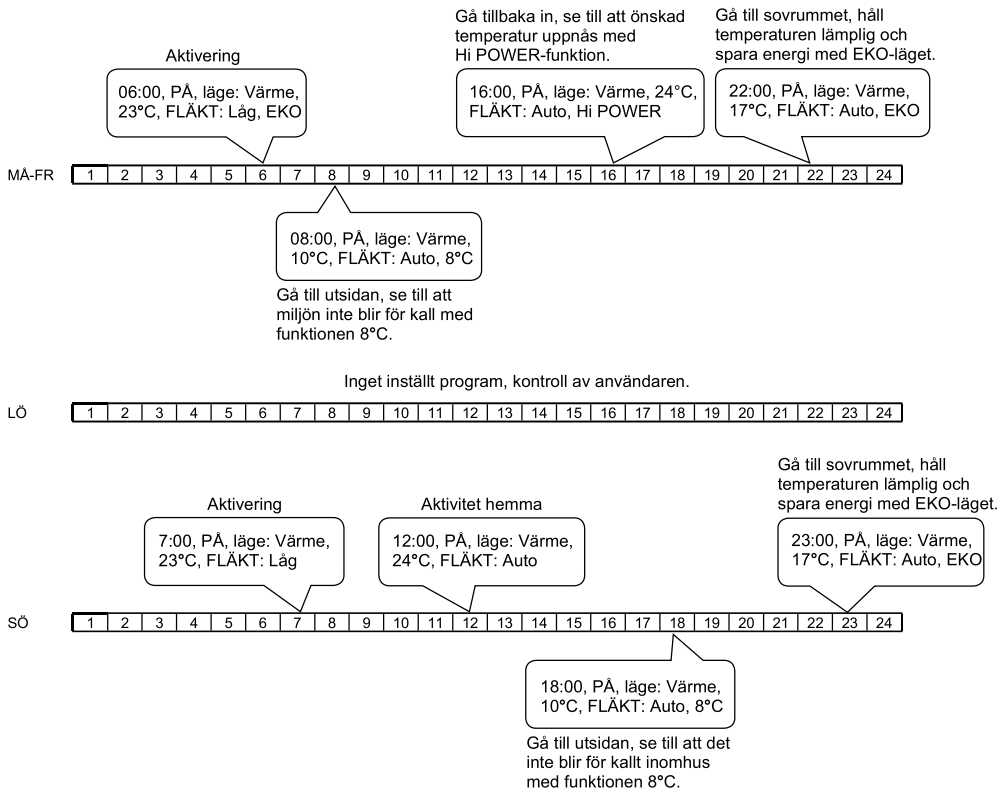 Aktivering
06:00, PÅ, läge: Värme,
23°C, FLÄKT: Låg, EKO
Gå tillbaka in, se till att önskad
temperatur uppnås med
Hi POWER-funktion.
16:00, PÅ, läge: Värme, 24°C,
FLÄKT: Auto, Hi POWER
Gå till sovrummet, håll
temperaturen lämplig och
spara energi med EKO-läget.
22:00, PÅ, läge: Värme,
17°C, FLÄKT: Auto, EKO
MÅ-FR 1 2 3 4 5 6 7 8 9 10 11 12 13 14 15 16 17 18 19 20 21 22 23 24
08:00, PÅ, läge: Värme,
10°C, FLÄKT: Auto, 8°C
Gå till utsidan, se till att
miljön inte blir för kall med
funktionen 8°C.
Inget inställt program, kontroll av användaren.
LÖ 1 2 3 4 5 6 7 8 9 10 11 12 13 14 15 16 17 18 19 20 21 22 23 24
Aktivering
7:00, PÅ, läge: Värme,
23°C, FLÄKT: Låg
Aktivitet hemma
12:00, PÅ, läge: Värme,
24°C, FLÄKT: Auto
Gå till sovrummet, håll
temperaturen lämplig och
spara energi med EKO-läget.
23:00, PÅ, läge: Värme,
17°C, FLÄKT: Auto, EKO
SÖ 1 2 3 4 5 6 7 8 9 10 11 12 13 14 15 16 17 18 19 20 21 22 23 24
18:00, PÅ, läge: Värme,
10°C, FLÄKT: Auto, 8°C
Gå till utsidan, se till att det
inte blir för kallt inomhus
med funktionen 8°C.